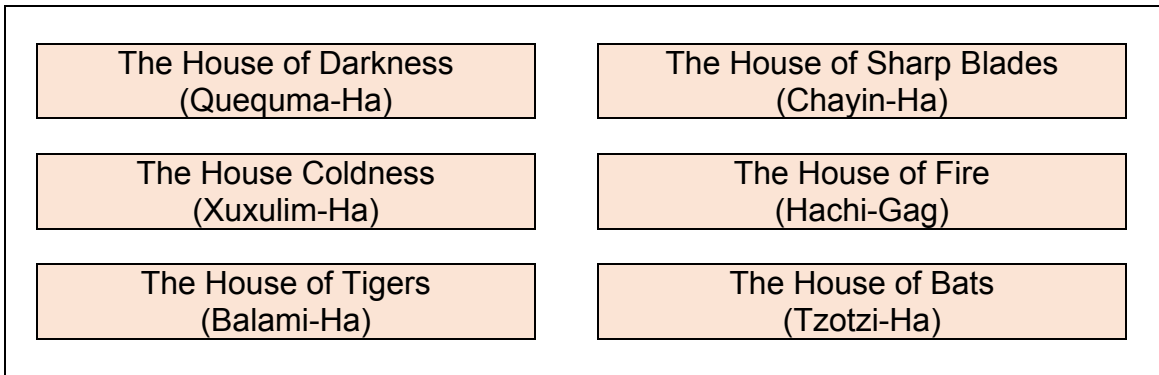 The House of Darkness
(Quequma-Ha)
The House of Sharp Blades
(Chayin-Ha)
The House Coldness
(Xuxulim-Ha)
The House of Fire
(Hachi-Gag)
The House of Tigers
(Balami-Ha)
The House of Bats
(Tzotzi-Ha)